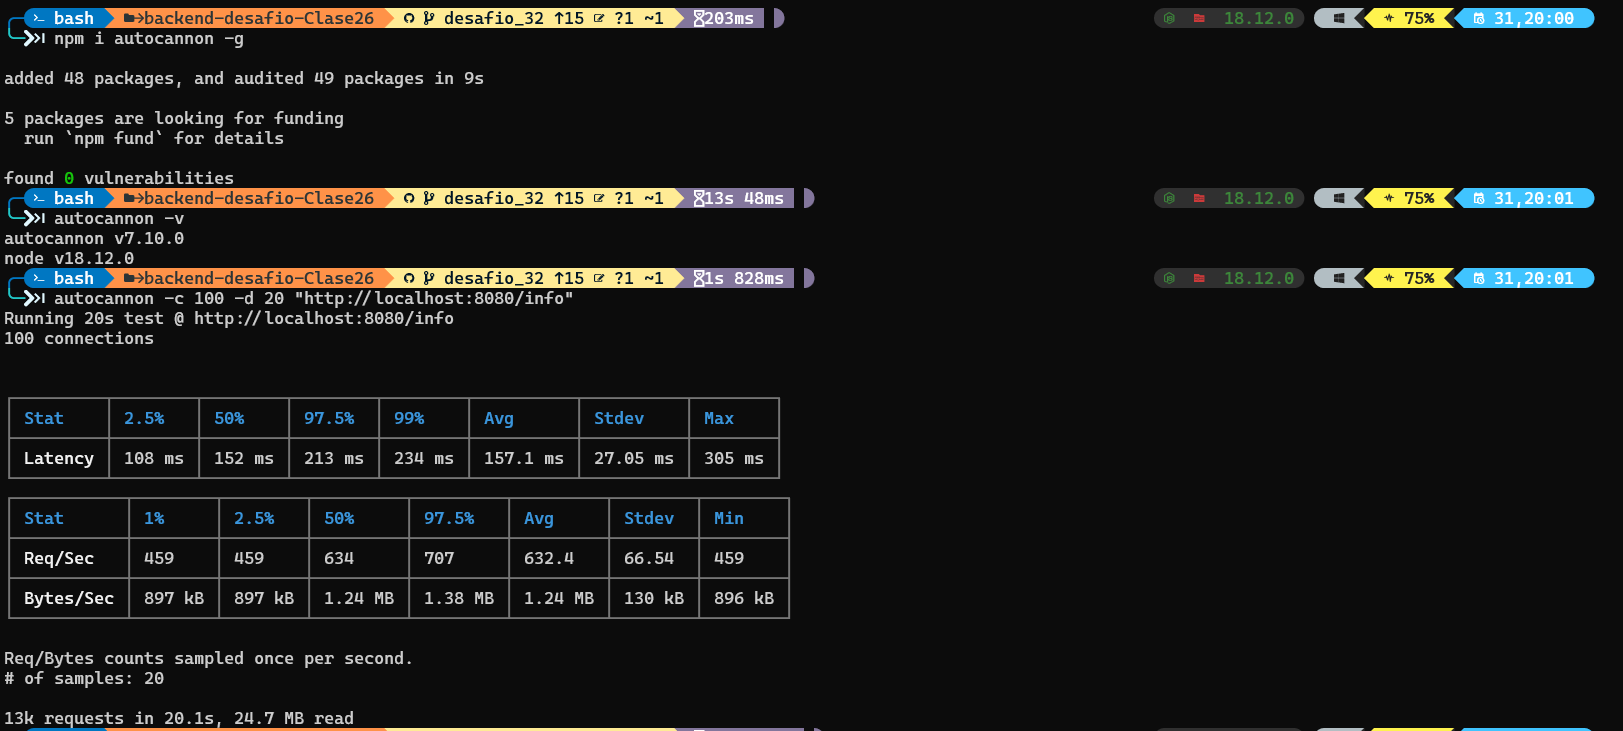 bash backend-desafio-Clase26 desafio_32 ↑15 ?1 ~1 203ms 18.12.0 75% 31,20:00
npm i autocannon -g
added 48 packages, and audited 49 packages in 9s
5 packages are looking for funding
run `npm fund` for details
found 0 vulnerabilities
bash backend-desafio-Clase26 desafio_32 ↑15 ?1 ~1 13s 48ms 18.12.0 75% 31,20:01
autocannon -v
autocannon v7.10.0
node v18.12.0
bash backend-desafio-Clase26 desafio_32 ↑15 ?1 ~1 1s 828ms 18.12.0 75% 31,20:01
autocannon -c 100 -d 20 "http://localhost:8080/info"
Running 20s test @ http://localhost:8080/info
100 connections
Stat 2.5% 50% 97.5% 99% Avg Stdev Max
Latency 108 ms 152 ms 213 ms 234 ms 157.1 ms 27.05 ms 305 ms
Stat 1% 2.5% 50% 97.5% Avg Stdev Min
Req/Sec 459 459 634 707 632.4 66.54 459
Bytes/Sec 897 kB 897 kB 1.24 MB 1.38 MB 1.24 MB 130 kB 896 kB
Req/Bytes counts sampled once per second.
# of samples: 20
13k requests in 20.1s, 24.7 MB read